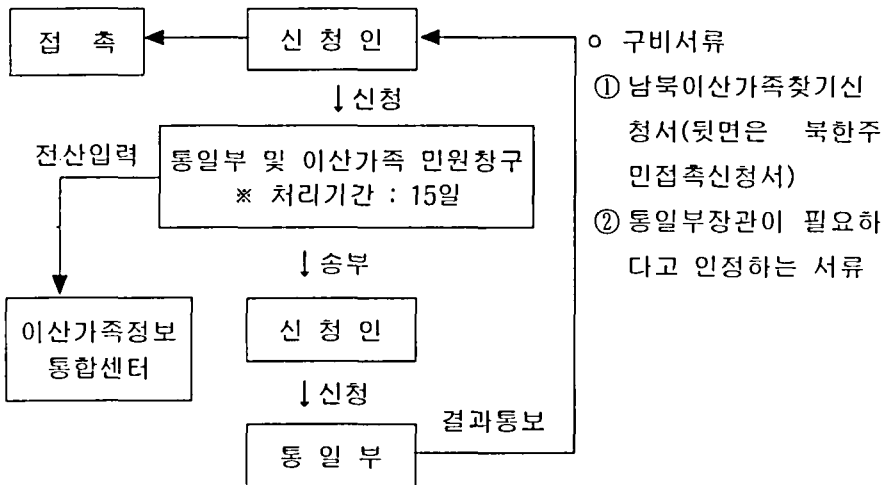 접 촉
신 청 인
↓신청
전산입력
통일부 및 이산가족 민원창구
※ 처리기간 : 15일
↓송부
이산가족정보
통합센터
신 청 인
↓신청
결과통보
통 일 부
o 구비서류
① 남북이산가족찾기신
청서(뒷면은 북한주
민접촉신청서)
② 통일부장관이 필요하
다고 인정하는 서류